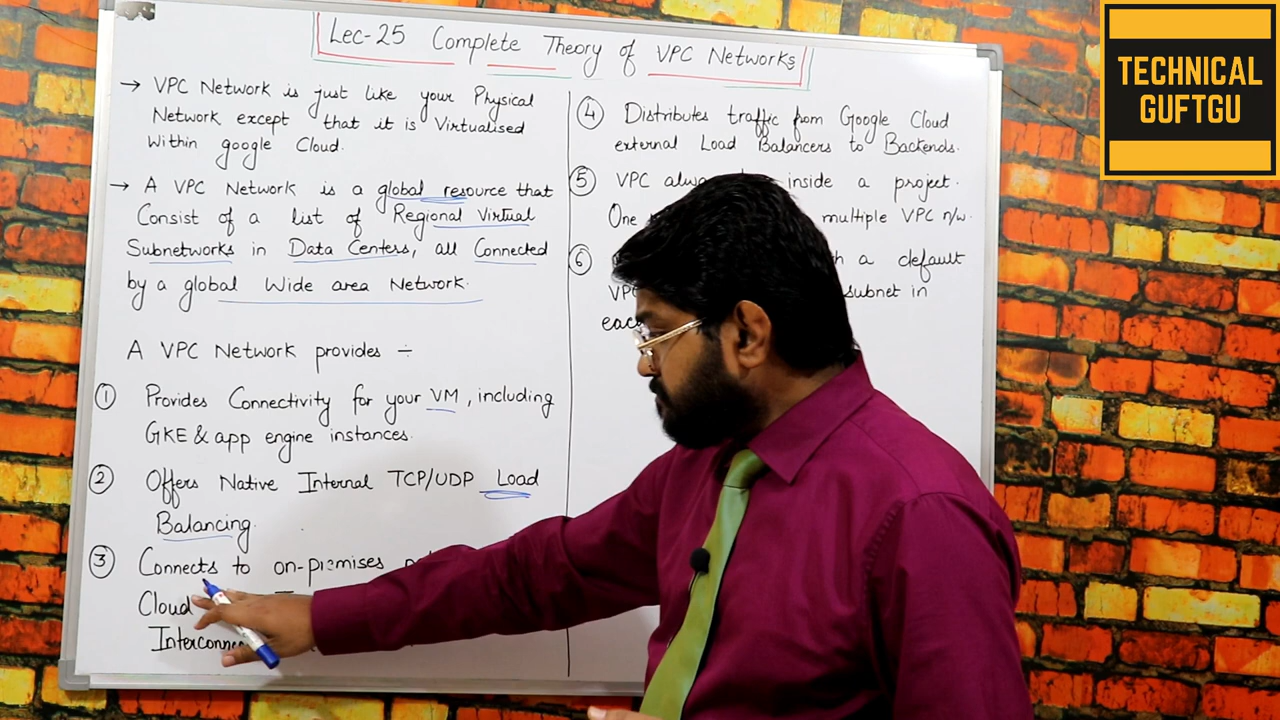 Lec-25 Complete Theory of VPC Networks
→ VPC Network is just like your Physical
Network except that it is Virtualised
Within google Cloud.
→ A VPC Network is a global resource that
Consist of a list of Regional Virtual
Subnetworks in Data Centers, all Connected
by a global Wide area Network.
A VPC Network provides ÷
① Provides Connectivity for your VM, including
GKE & app engine instances.
② Offers Native Internal TCP/UDP Load
Balancing.
③ Connects to on-premises
Cloud
④ Distributes traffic from Google Cloud
external Load Balancers to Backends.
⑤ VPC inside a project.
One multiple VPC n/w.
⑥ a default
VPC subnet in
TECHNICAL
GUFTGU